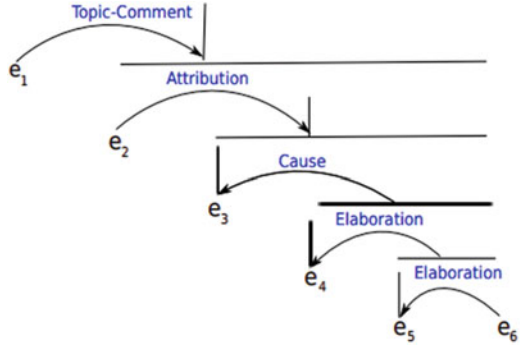 Topic-Comment
e1
Attribution
e2
Cause
e3
Elaboration
e4
Elaboration
e5 e6